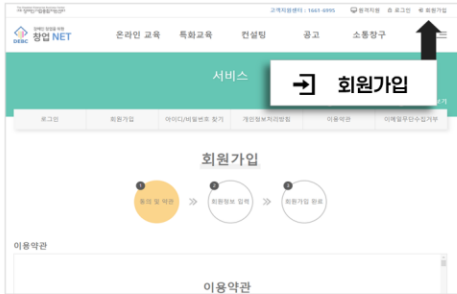 고객지원센터 : 1661-6995 원격지원 로그인 회원가입
DEBC 창업 NET 온라인 교육 특화교육 컨설팅 공고 소통창구
서비스
회원가입
로그인 회원가입 아이디/비밀번호 찾기 개인정보처리방침 이용약관 이메일무단수집거부
회원가입
1 2 3
동의 및 약관 >> 회원정보 입력 >> 회원가입 완료
이용약관
이용약관